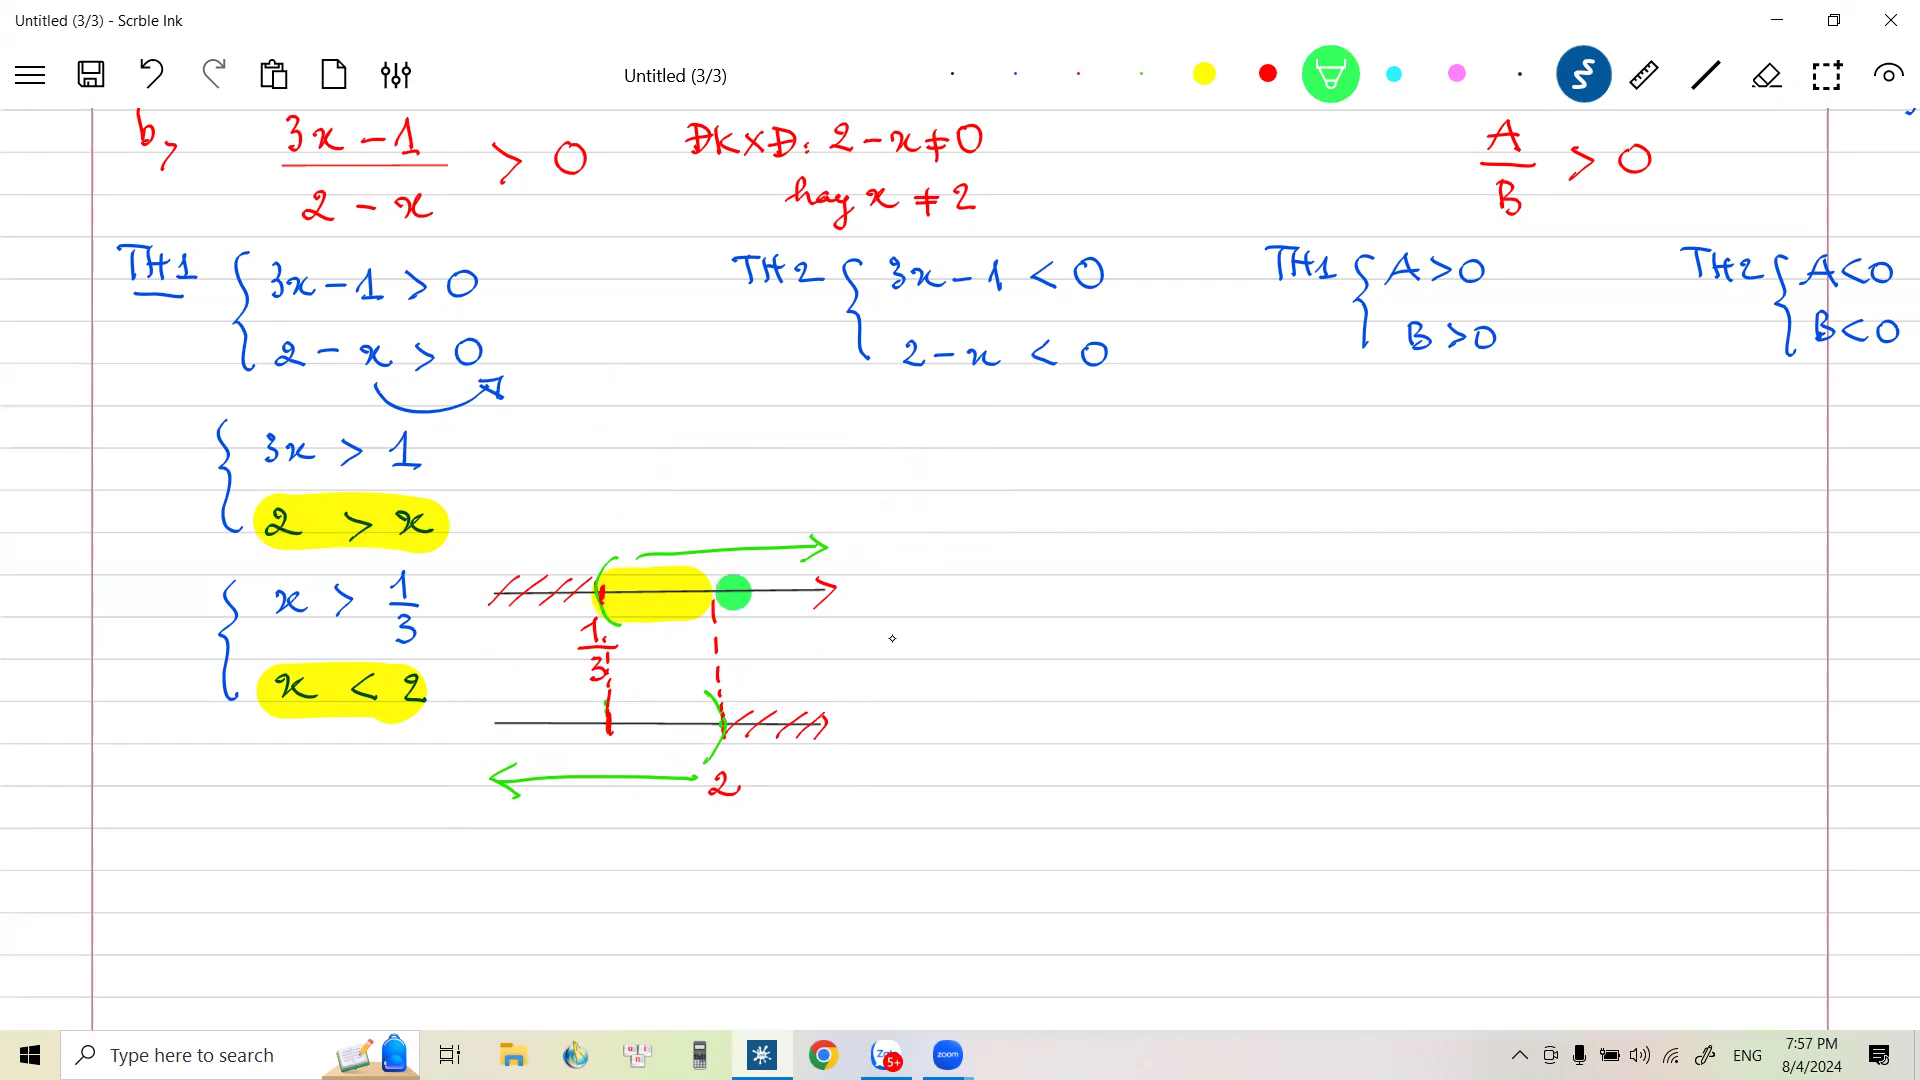 Untitled (3/3) - Scrble Ink
Untitled (3/3)
b, (3x - 1)/(2 - x) > 0
ĐKXĐ: 2 - x ≠ 0
hay x ≠ 2
A/B > 0
TH1 { 3x - 1 > 0
2 - x > 0
TH2 { 3x - 1 < 0
2 - x < 0
TH1 { A > 0
B > 0
TH2 { A < 0
B < 0
{ 3x > 1
2 > x
{ x > 1/3
x < 2
1/3
2
Type here to search
5+
zoom
ENG
7:57 PM
8/4/2024